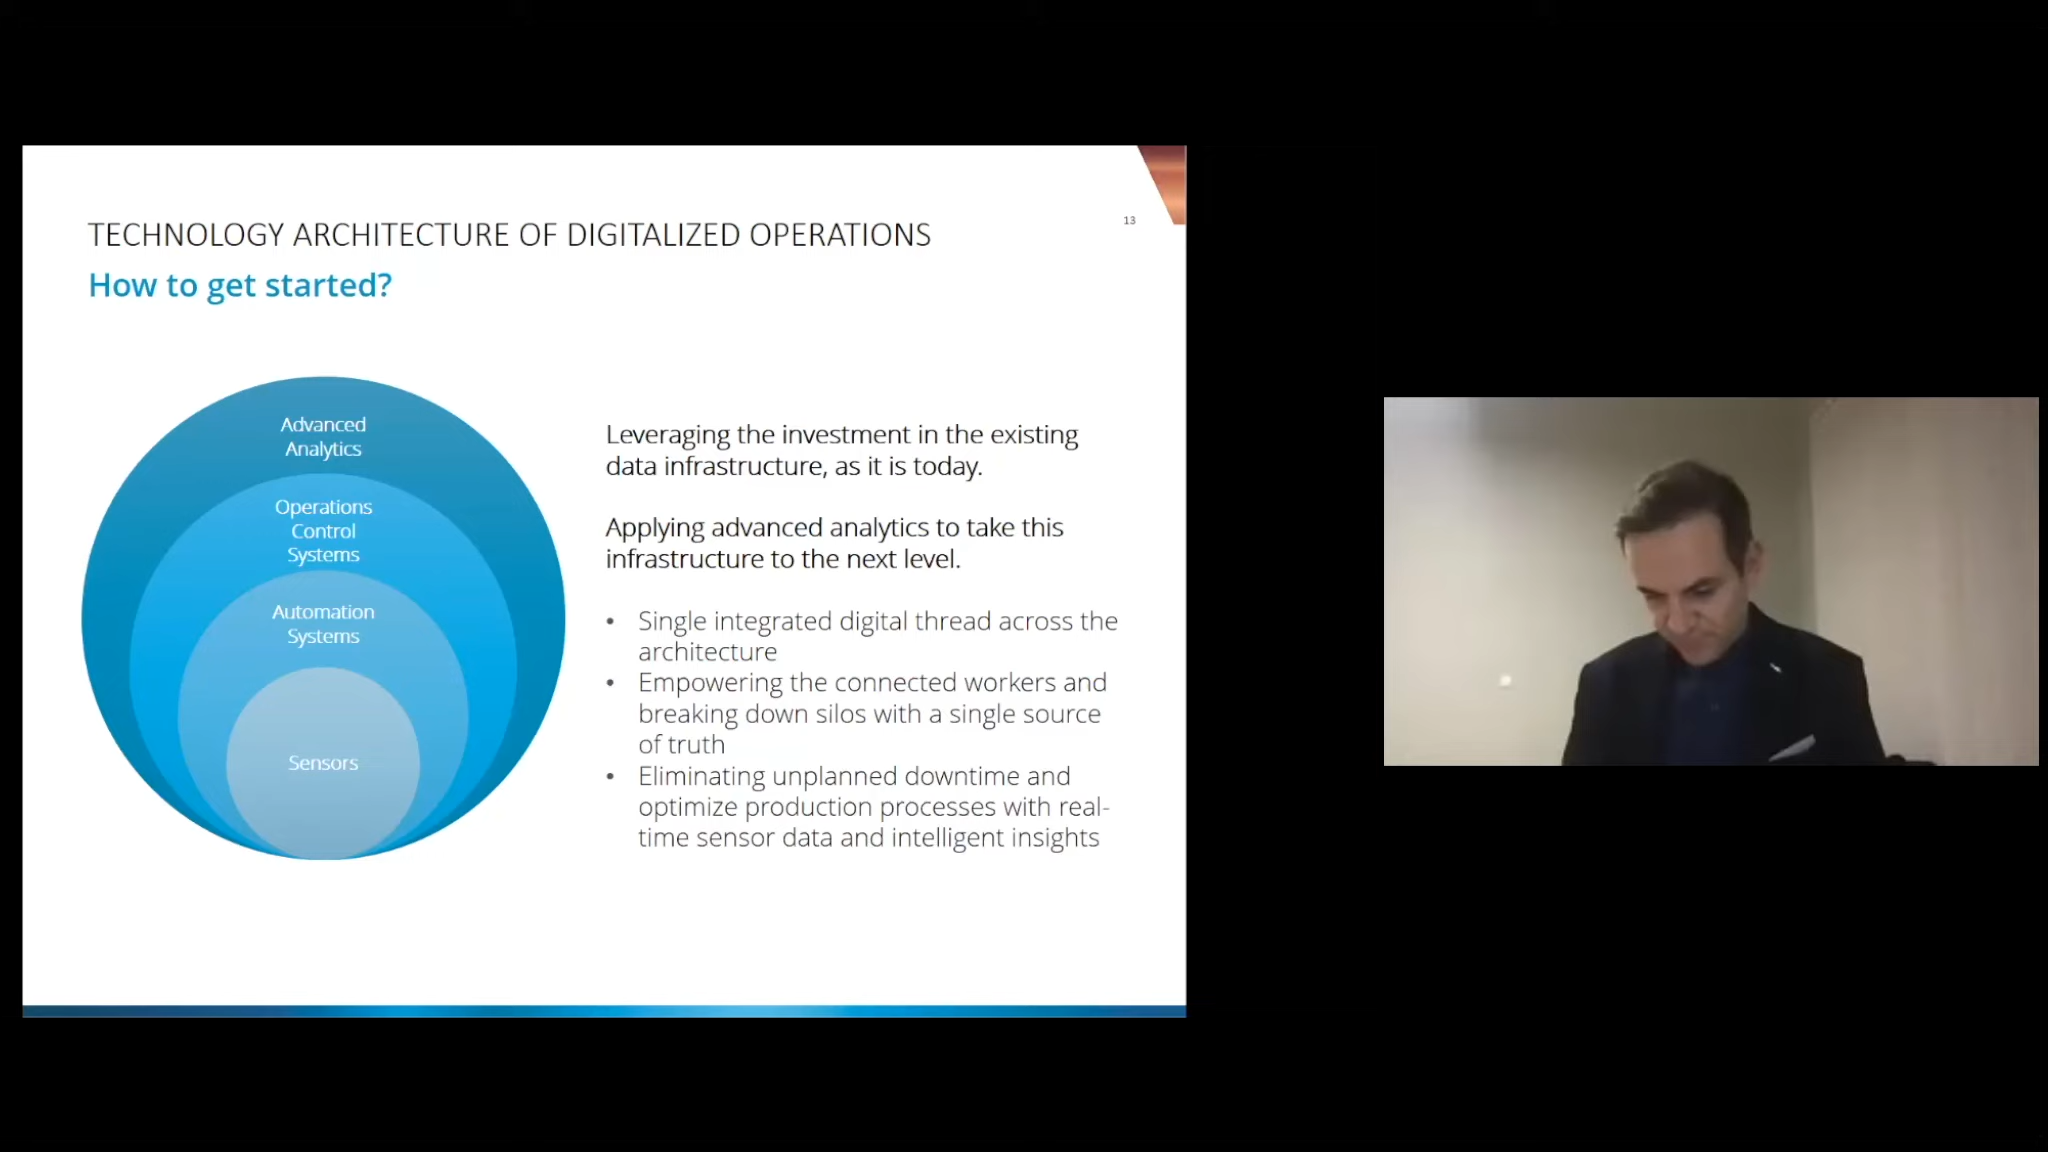 13
TECHNOLOGY ARCHITECTURE OF DIGITALIZED OPERATIONS
How to get started?
Advanced
Analytics
Operations
Control
Systems
Automation
Systems
Sensors
Leveraging the investment in the existing
data infrastructure, as it is today.
Applying advanced analytics to take this
infrastructure to the next level.
• Single integrated digital thread across the
architecture
• Empowering the connected workers and
breaking down silos with a single source
of truth
• Eliminating unplanned downtime and
optimize production processes with real-
time sensor data and intelligent insights